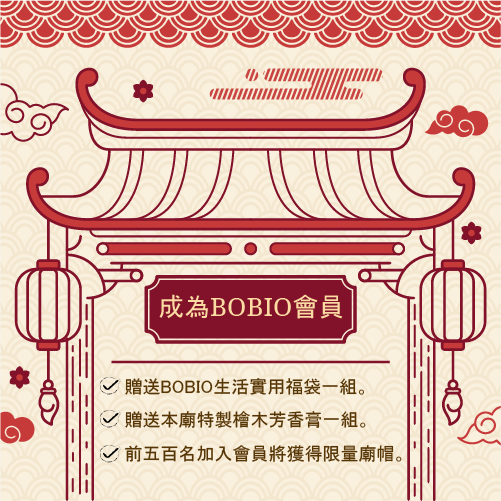 成為BOBIO會員
贈送BOBIO生活實用福袋一組。
贈送本廟特製檜木芳香膏一組。
前五百名加入會員將獲得限量廟帽。